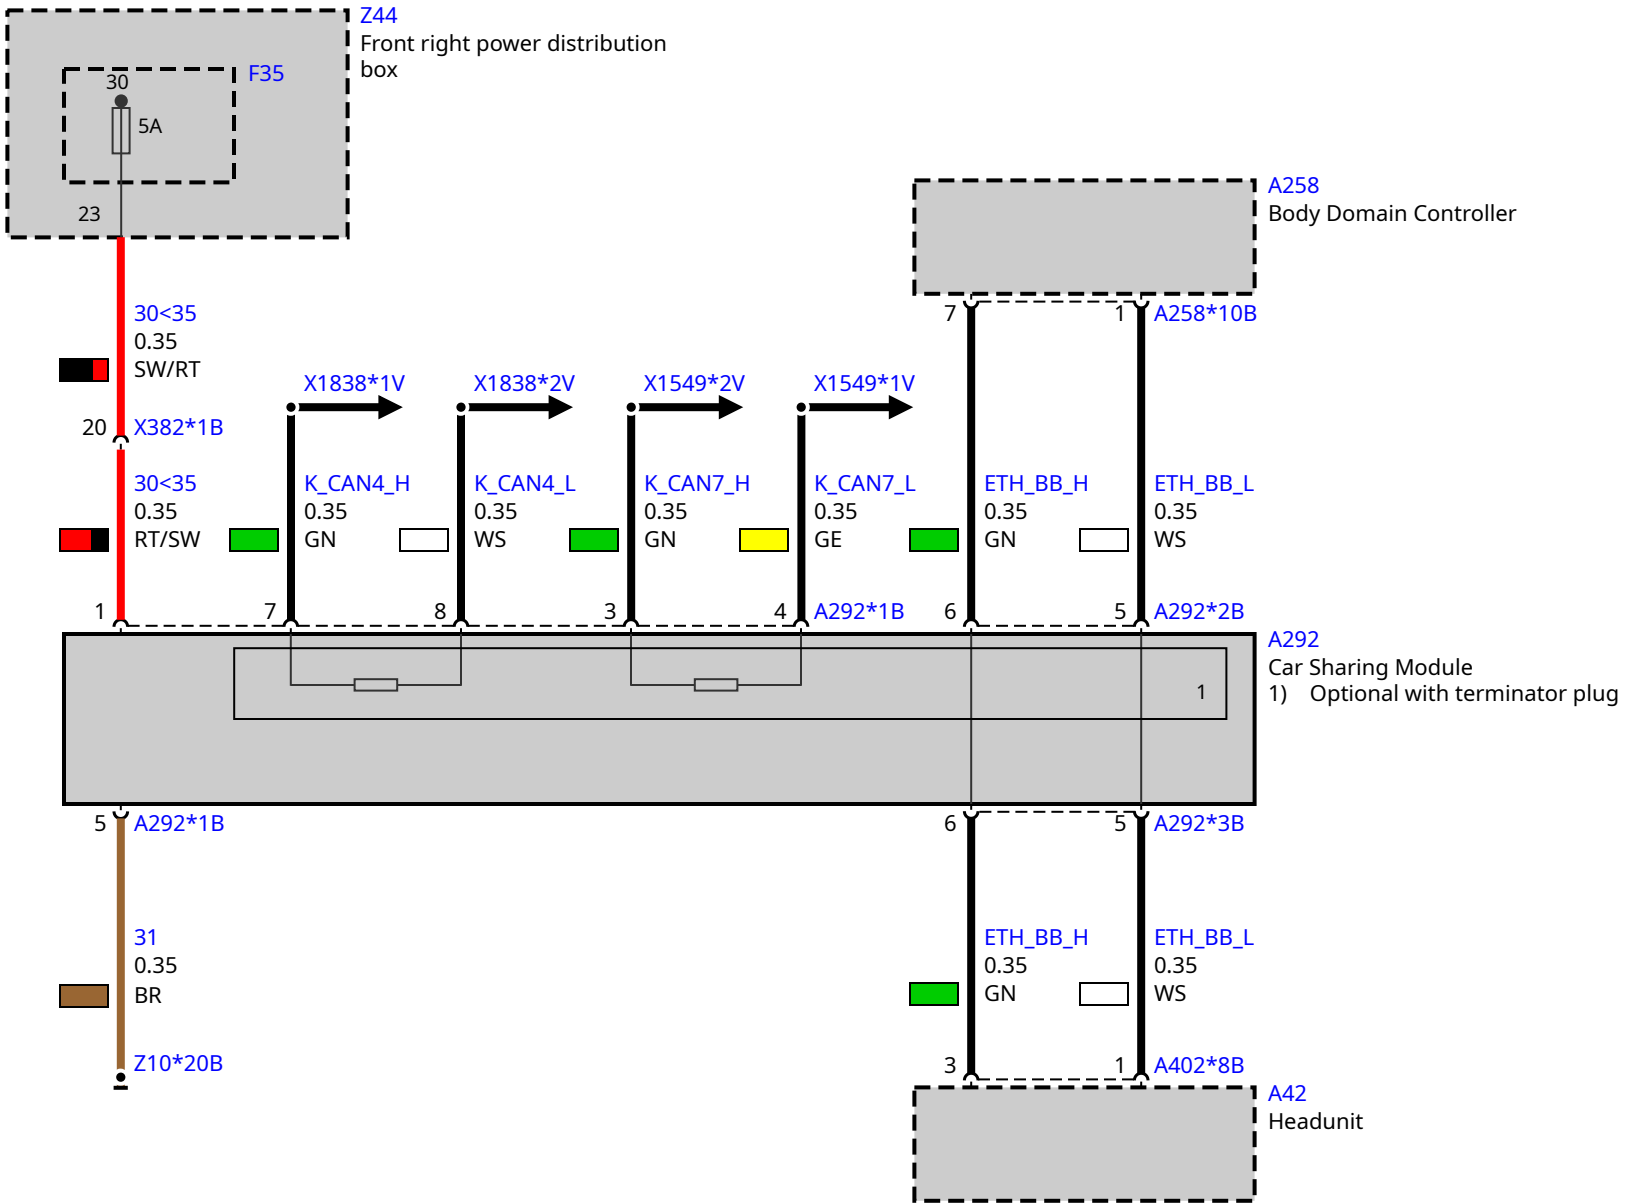 Z44
Front right power distribution
box
F35
30
5A
23
A258
Body Domain Controller
30<35
0.35
SW/RT
7
1
A258*10B
X1838*1V
X1838*2V
X1549*2V
X1549*1V
20
X382*1B
30<35
0.35
RT/SW
K_CAN4_H
0.35
GN
K_CAN4_L
0.35
WS
K_CAN7_H
0.35
GN
K_CAN7_L
0.35
GE
ETH_BB_H
0.35
GN
ETH_BB_L
0.35
WS
1
7
8
3
4
A292*1B
6
5
A292*2B
A292
Car Sharing Module
1) Optional with terminator plug
1
5
A292*1B
6
5
A292*3B
31
0.35
BR
ETH_BB_H
0.35
GN
ETH_BB_L
0.35
WS
Z10*20B
3
1
A402*8B
A42
Headunit